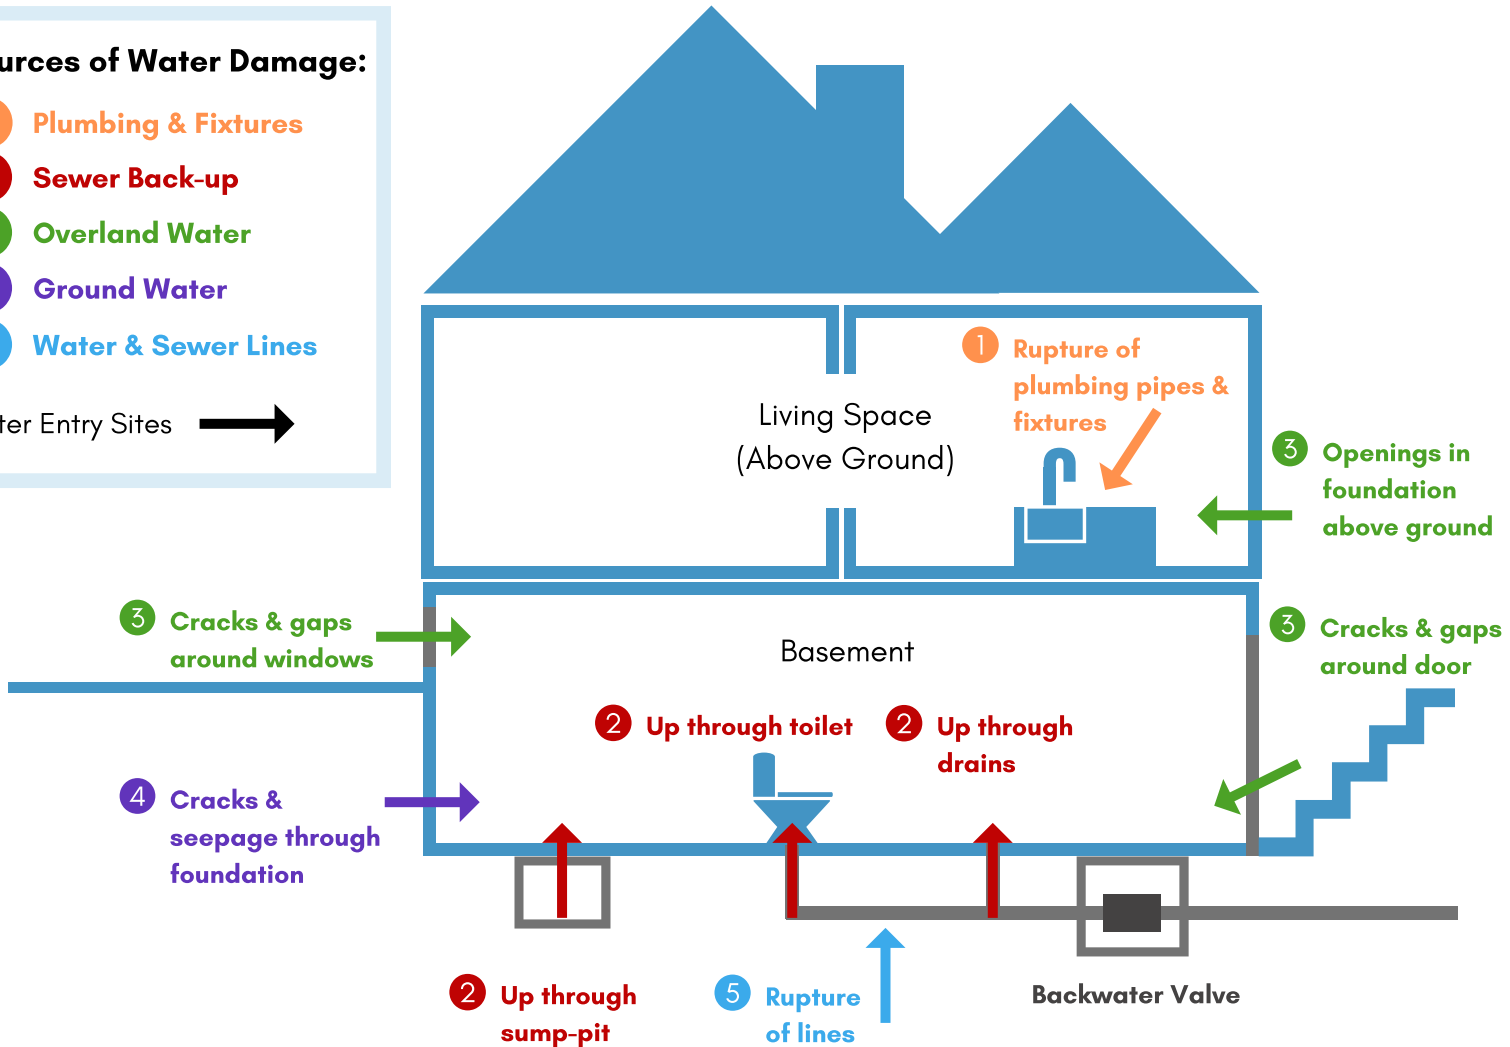 urces of Water Damage:
Plumbing & Fixtures
Sewer Back-up
Overland Water
Ground Water
Water & Sewer Lines
ter Entry Sites
1 Rupture of
plumbing pipes &
fixtures
Living Space
(Above Ground)
3 Openings in
foundation
above ground
3 Cracks & gaps
around windows
Basement
3 Cracks & gaps
around door
2 Up through toilet
2 Up through
drains
4 Cracks &
seepage through
foundation
2 Up through
sump-pit
5 Rupture
of lines
Backwater Valve